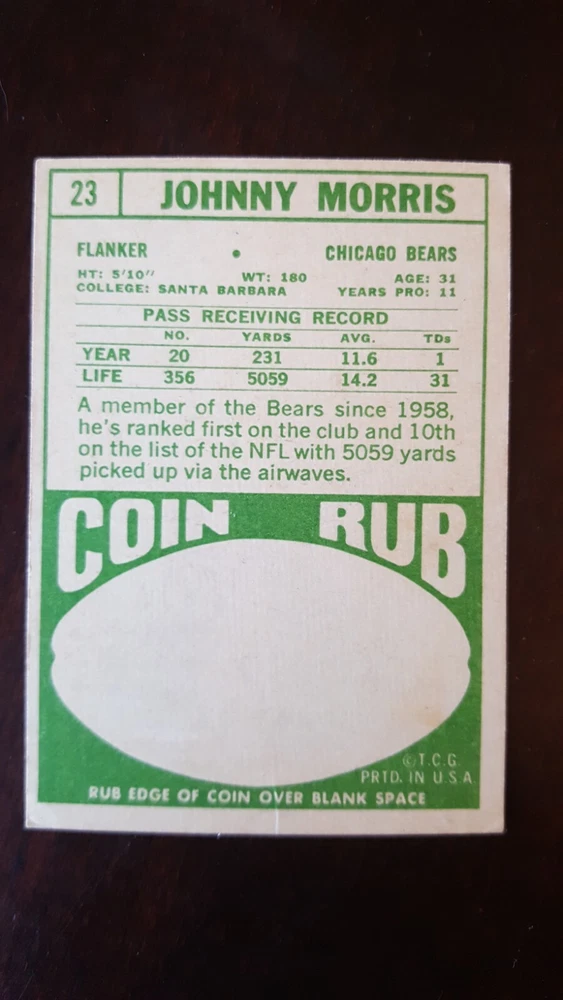 23 JOHNNY MORRIS
FLANKER • CHICAGO BEARS
HT: 5'10" WT: 180 AGE: 31
COLLEGE: SANTA BARBARA YEARS PRO: 11
PASS RECEIVING RECORD
NO. YARDS AVG. TDs
YEAR 20 231 11.6 1
LIFE 356 5059 14.2 31
A member of the Bears since 1958,
he's ranked first on the club and 10th
on the list of the NFL with 5059 yards
picked up via the airwaves.
COIN RUB
©T.C.G.
PRTD. IN U.S.A.
RUB EDGE OF COIN OVER BLANK SPACE